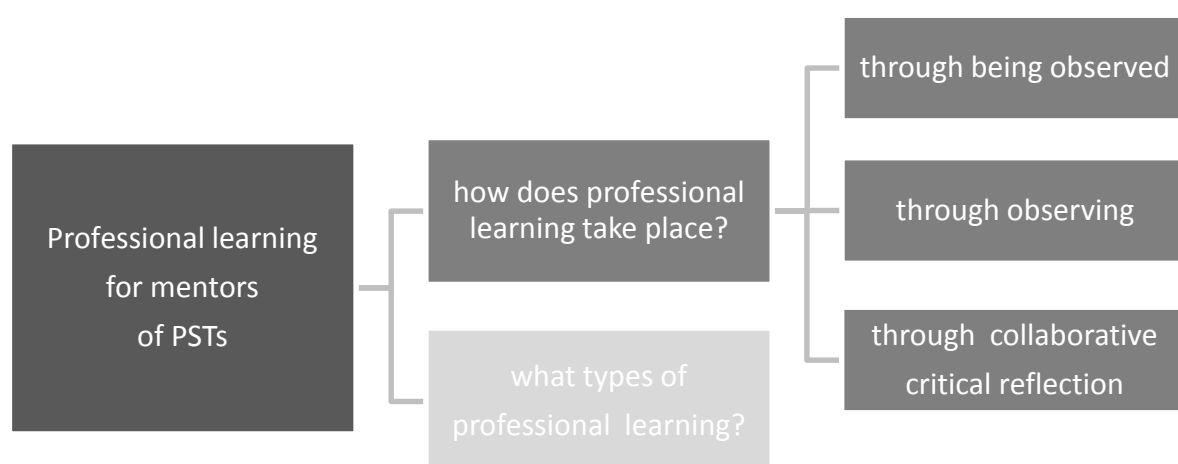 Professional learning
for mentors
of PSTs
how does professional
learning take place?
what types of
professional learning?
through being observed
through observing
through collaborative
critical reflection